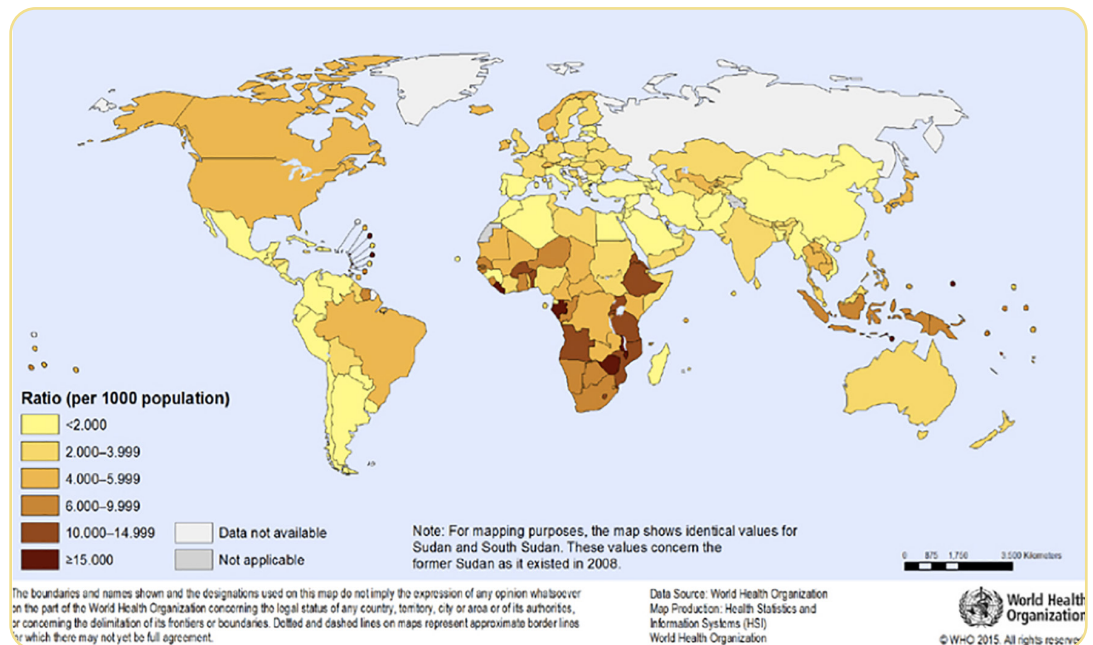 Ratio (per 1000 population)
<2.000
2.000–3.999
4.000–5.999
6.000–9.999
10.000–14.999
≥15.000
Data not available
Not applicable
Note: For mapping purposes, the map shows identical values for
Sudan and South Sudan. These values concern the
former Sudan as it existed in 2008.
0 875 1,750 3.500 Kilometers
The boundaries and names shown and the designations used on this map do not imply the expression of any opinion whatsoever
on the part of the World Health Organization concerning the legal status of any country, territory, city or area or of its authorities,
or concerning the delimitation of its frontiers or boundaries. Dotted and dashed lines on maps represent approximate border lines
for which there may not yet be full agreement.
Data Source: World Health Organization
Map Production: Health Statistics and
Information Systems (HSI)
World Health Organization
World Health
Organization
© WHO 2015. All rights reserve